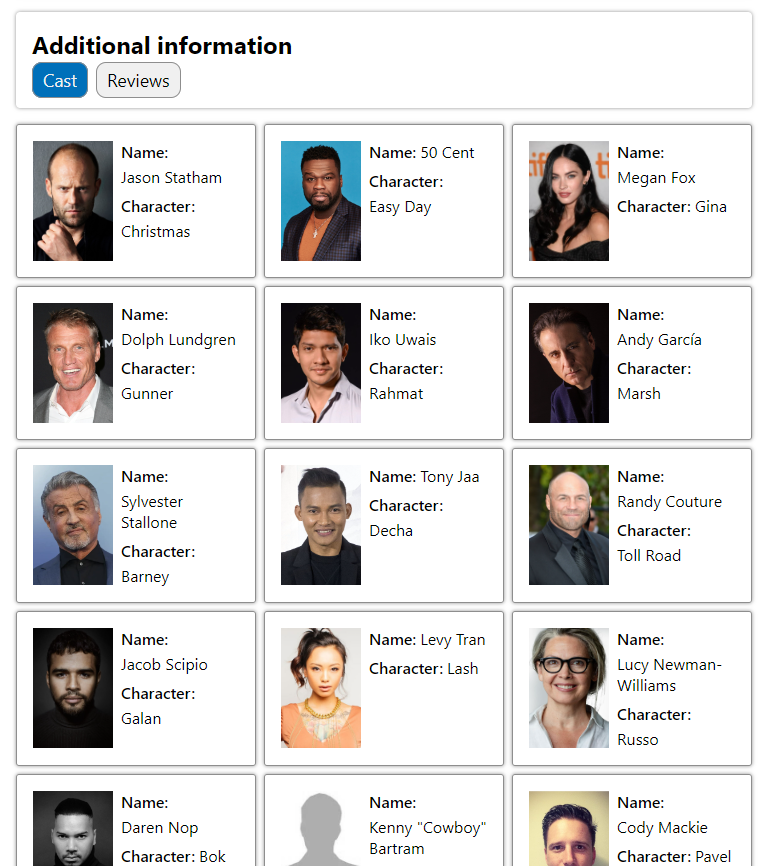 Additional information
Cast
Reviews
Name:
Jason Statham
Character:
Christmas
Name: 50 Cent
Character:
Easy Day
Name:
Megan Fox
Character: Gina
Name:
Dolph Lundgren
Character:
Gunner
Name:
Iko Uwais
Character:
Rahmat
Name:
Andy García
Character:
Marsh
Name:
Sylvester
Stallone
Character:
Barney
Name: Tony Jaa
Character:
Decha
Name:
Randy Couture
Character:
Toll Road
Name:
Jacob Scipio
Character:
Galan
Name: Levy Tran
Character: Lash
Name:
Lucy Newman-
Williams
Character:
Russo
Name:
Daren Nop
Character: Bok
Name:
Kenny "Cowboy"
Bartram
Name:
Cody Mackie
Character: Pavel